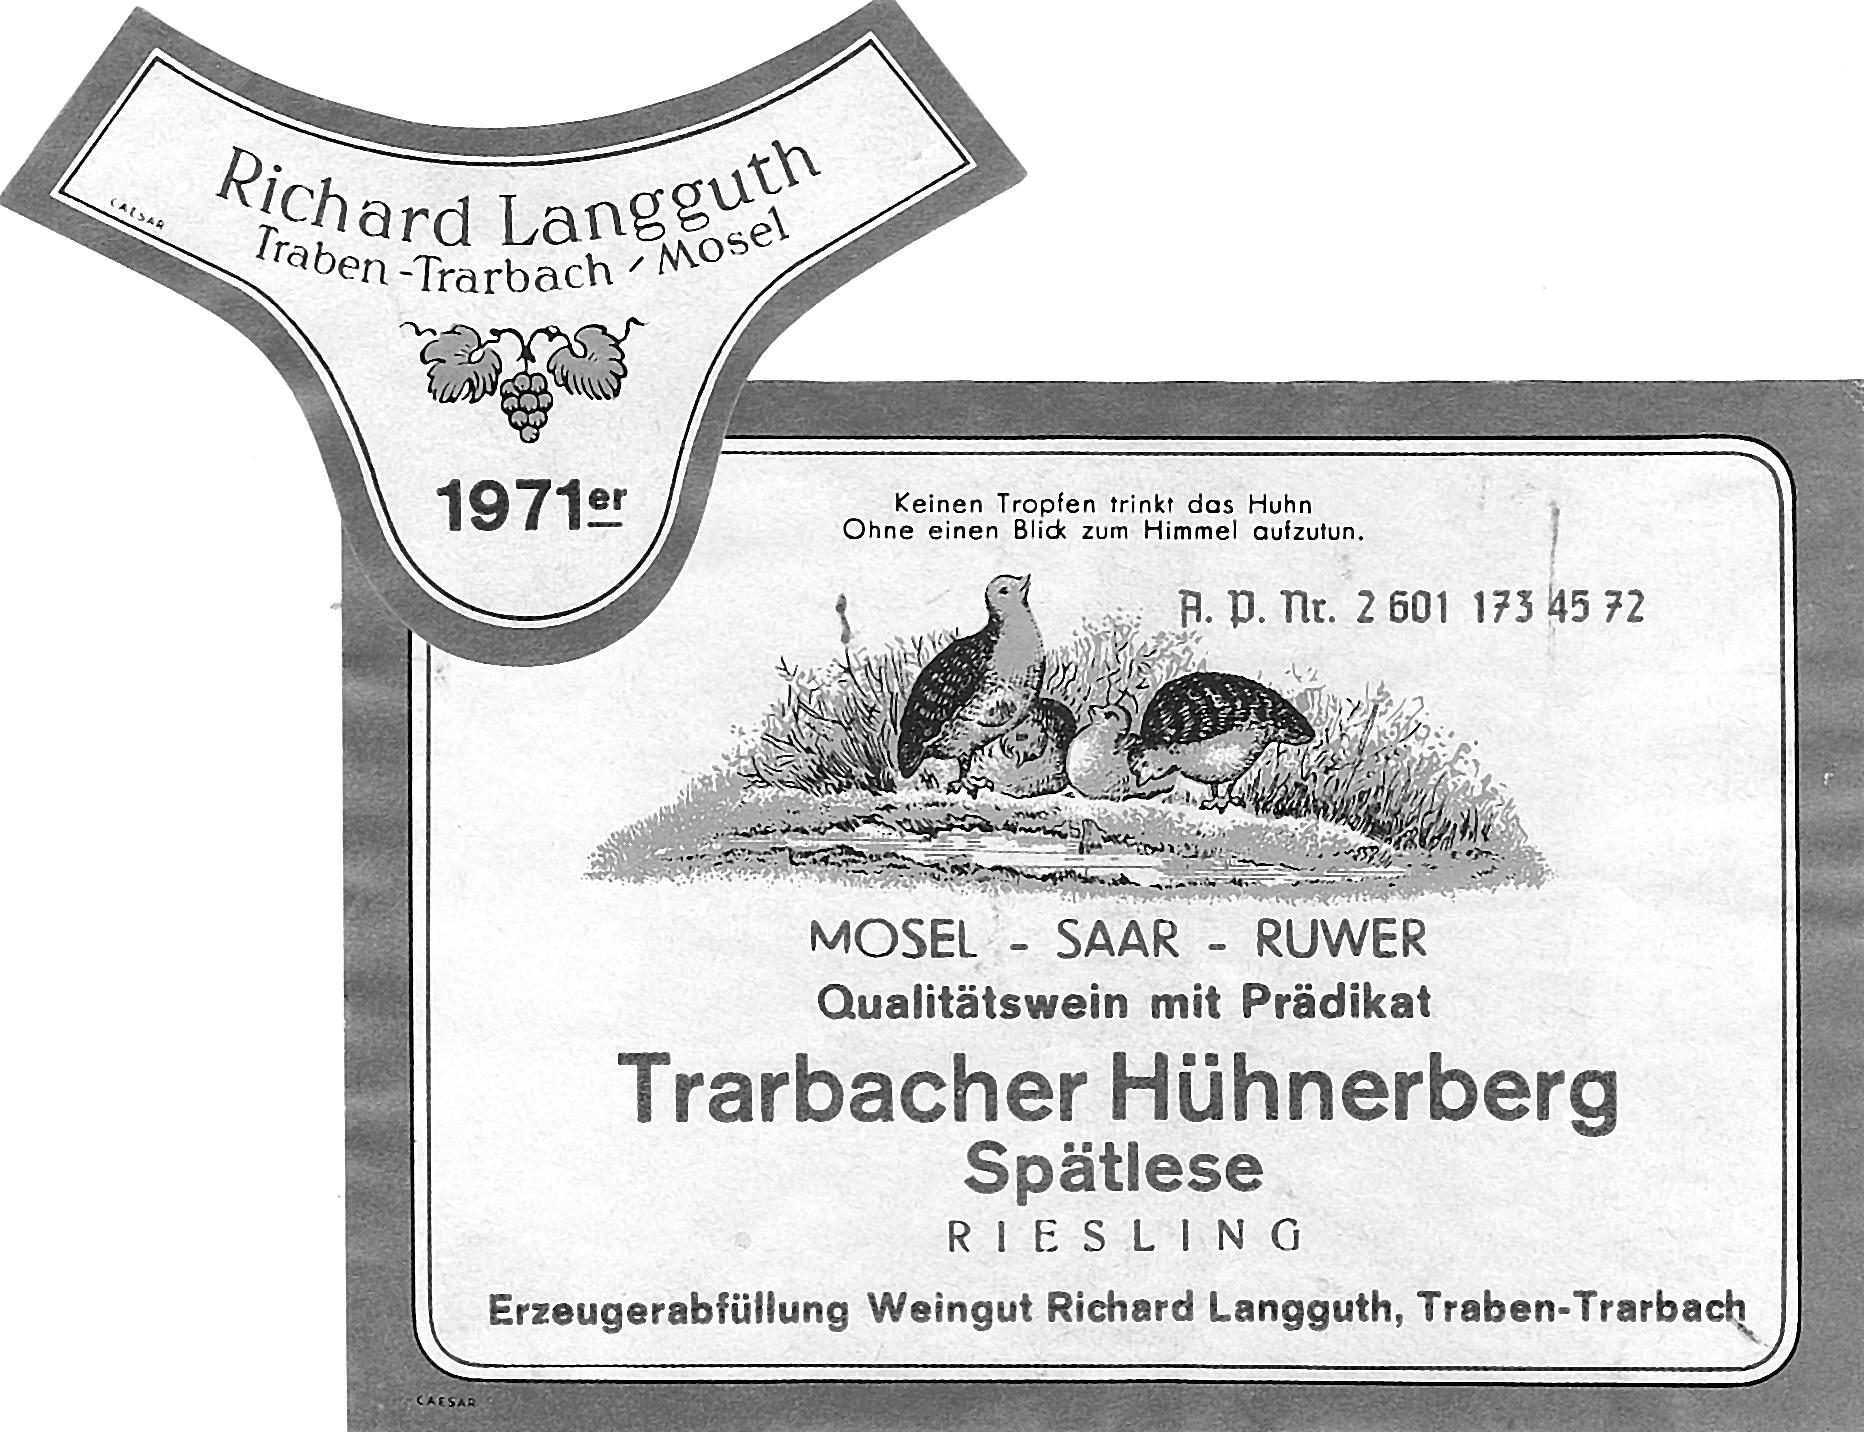 Richard Langguth
Traben-Trarbach / Mosel
CAESAR
1971er
Keinen Tropfen trinkt das Huhn
Ohne einen Blick zum Himmel aufzutun.
A. P. Nr. 2 601 173 45 72
MOSEL - SAAR - RUWER
Qualitätswein mit Prädikat
Trarbacher Hühnerberg
Spätlese
RIESLING
Erzeugerabfüllung Weingut Richard Langguth, Traben-Trarbach
CAESAR